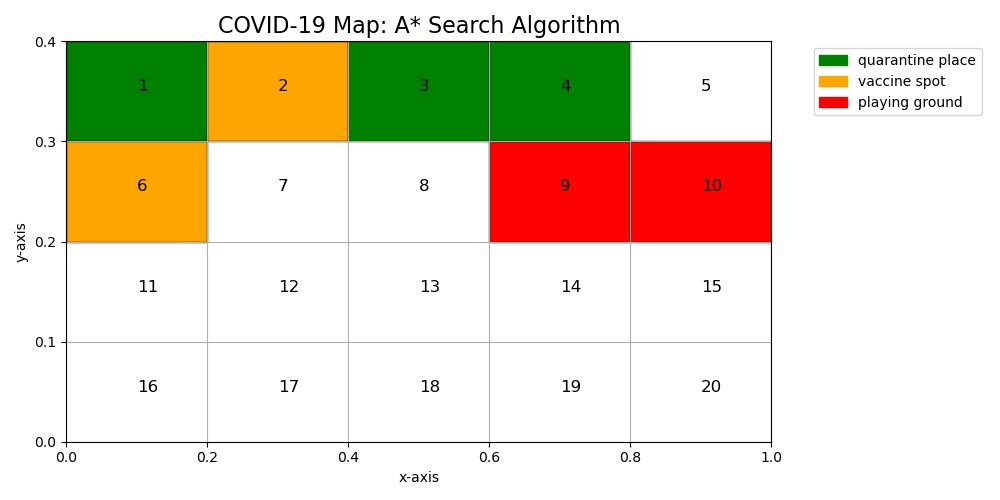 COVID-19 Map: A* Search Algorithm
quarantine place
vaccine spot
playing ground
0.4
1 2 3 4 5
0.3
6 7 8 9 10
0.2
11 12 13 14 15
0.1
16 17 18 19 20
0.0
y-axis
0.0 0.2 0.4 0.6 0.8 1.0
x-axis